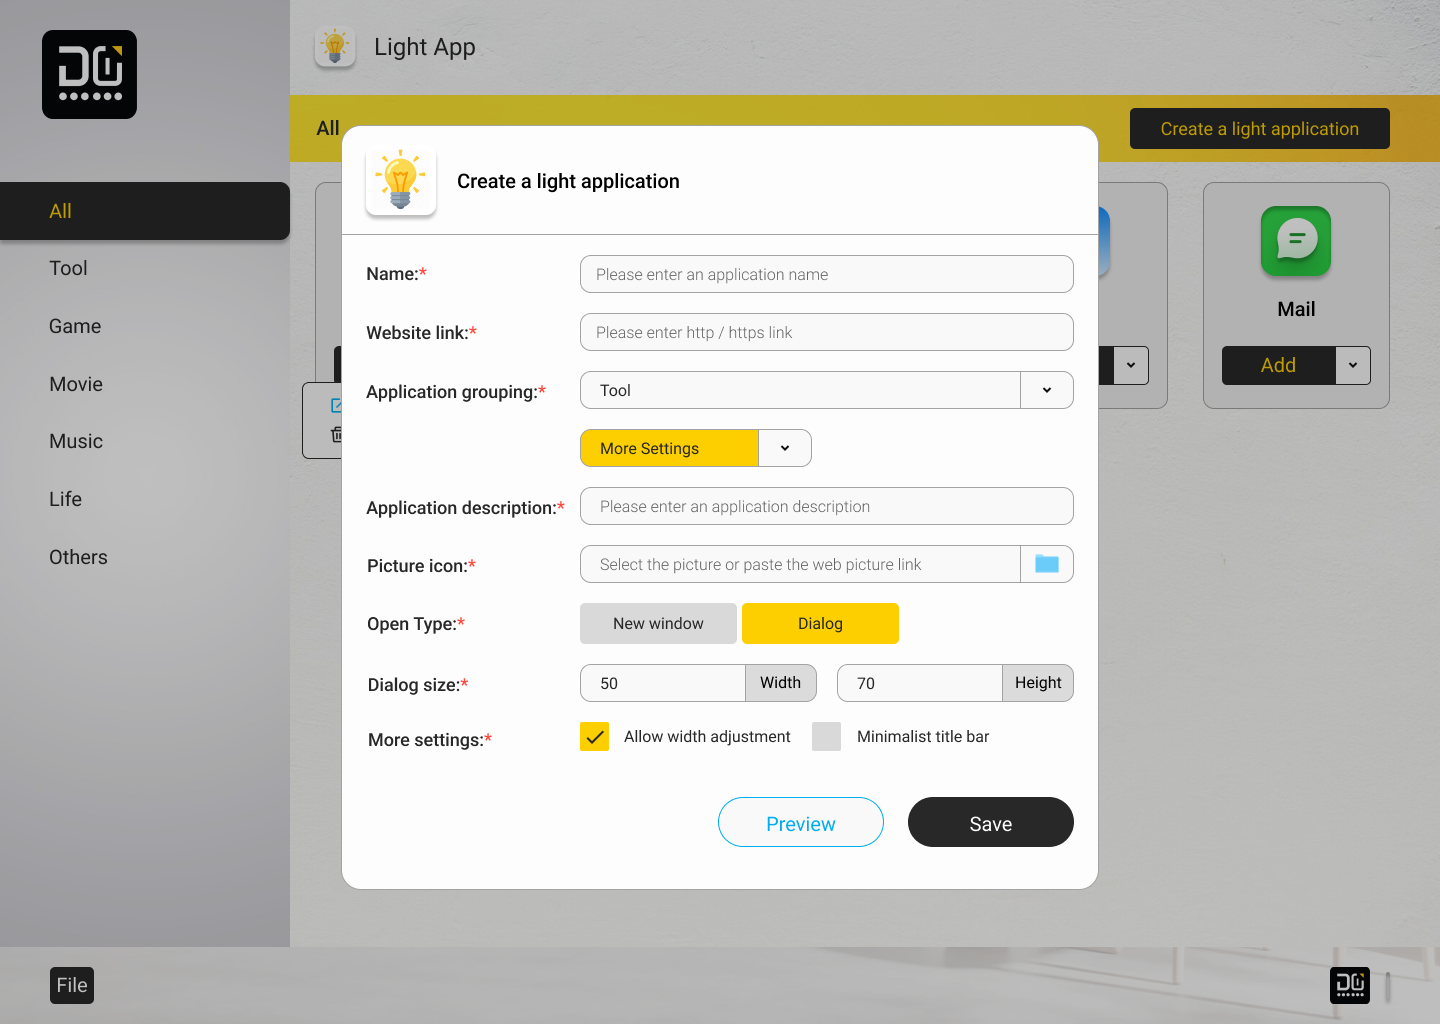 Light App
All
Create a light application
Create a light application
All
Tool
Game
Movie
Music
Life
Others
Name:*
Please enter an application name
Website link:*
Please enter http / https link
Application grouping:*
Tool
More Settings
Application description:*
Please enter an application description
Picture icon:*
Select the picture or paste the web picture link
Open Type:*
New window
Dialog
Dialog size:*
50
Width
70
Height
More settings:*
Allow width adjustment
Minimalist title bar
Preview
Save
Mail
Add
File